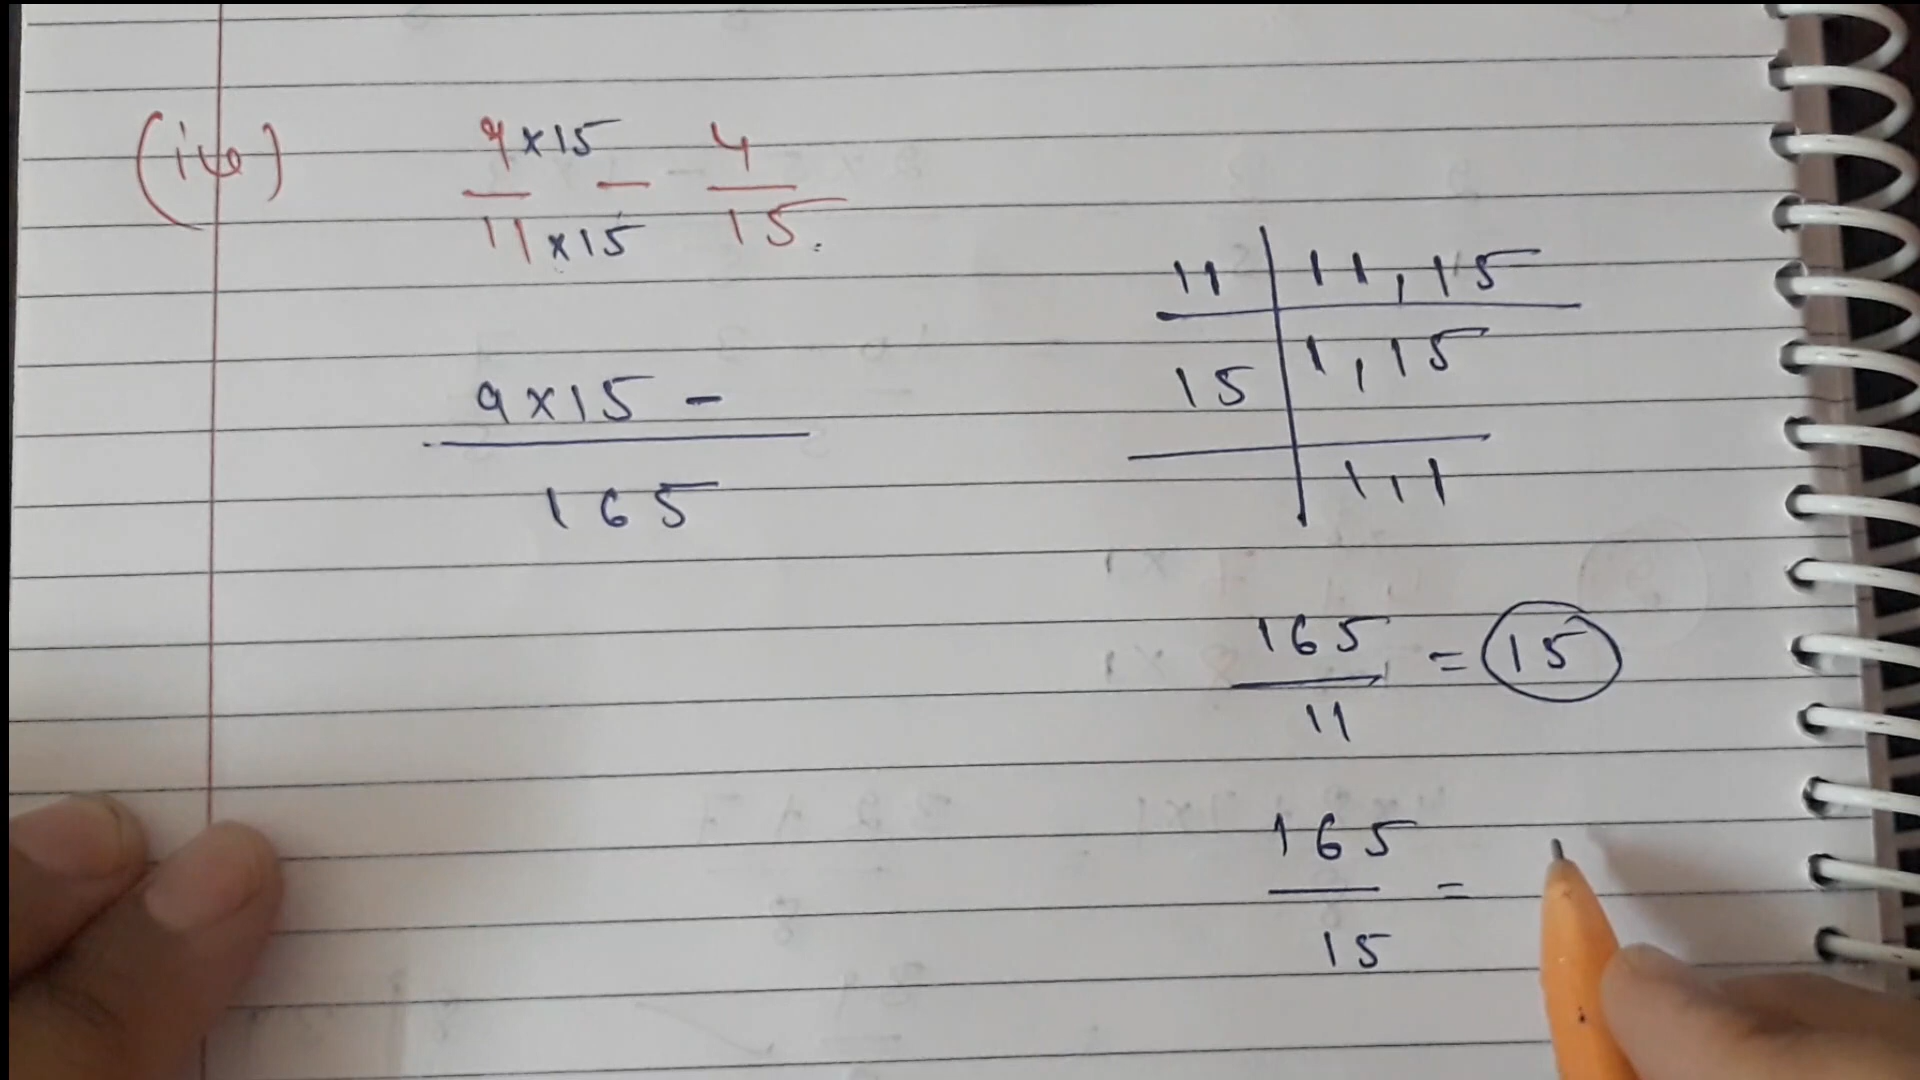 (iv)
9×15 4
— — —
11×15 15.
9×15 -
165
11 | 11,15
15 | 1,15
1,1
165
— = 15
11
165
— =
15